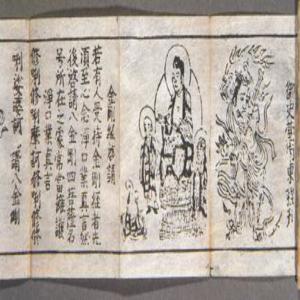 金剛經啓請
若有人受持金剛經者先
須至心念淨口業真言然
後啓請八金剛四菩薩名
号所在之處常當擁護
淨口業真言
修唎修唎摩訶修唎修修
唎娑婆訶 請八金剛